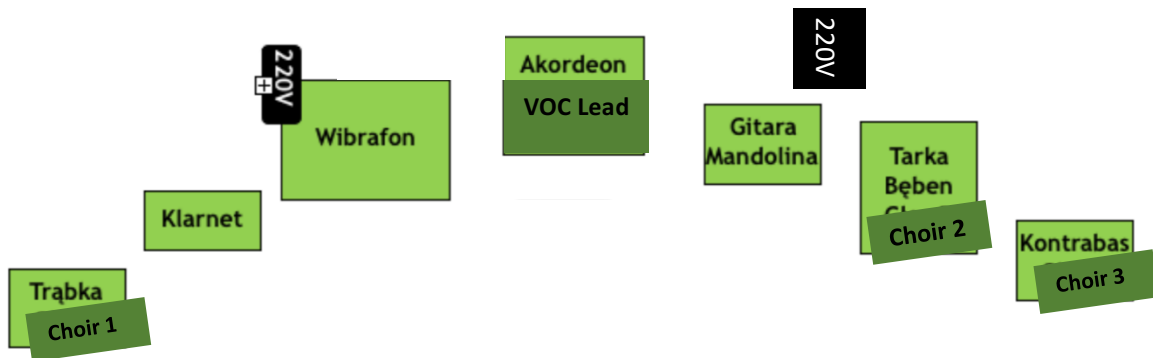 220V
Wibrafon
Akordeon
VOC Lead
220V
Gitara
Mandolina
Tarka
Bęben
Choir 2
Kontrabas
Choir 3
Klarnet
Trąbka
Choir 1